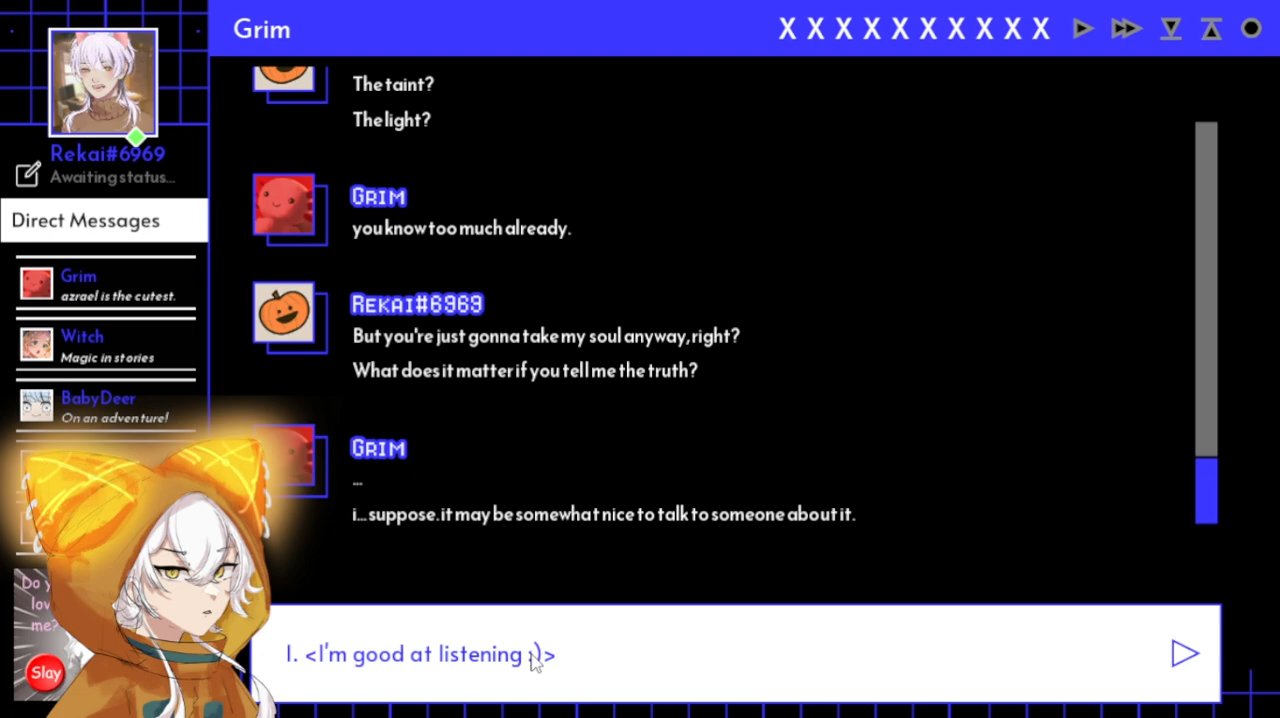 Grim
X X X X X X X X X X
Rekai#6969
Awaiting status...
Direct Messages
Grim
azrael is the cutest.
Witch
Magic in stories
BabyDeer
On an adventure!
Do
lov
me?
Slay
The taint?
The light?
Grim
you know too much already.
Rekai#6969
But you're just gonna take my soul anyway, right?
What does it matter if you tell me the truth?
Grim
...
i... suppose. it may be somewhat nice to talk to someone about it.
1. <I'm good at listening :)>